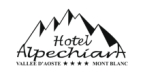 Hotel
AlpechiarA
VALLEE D'AOSTE ★★★★ MONT BLANC